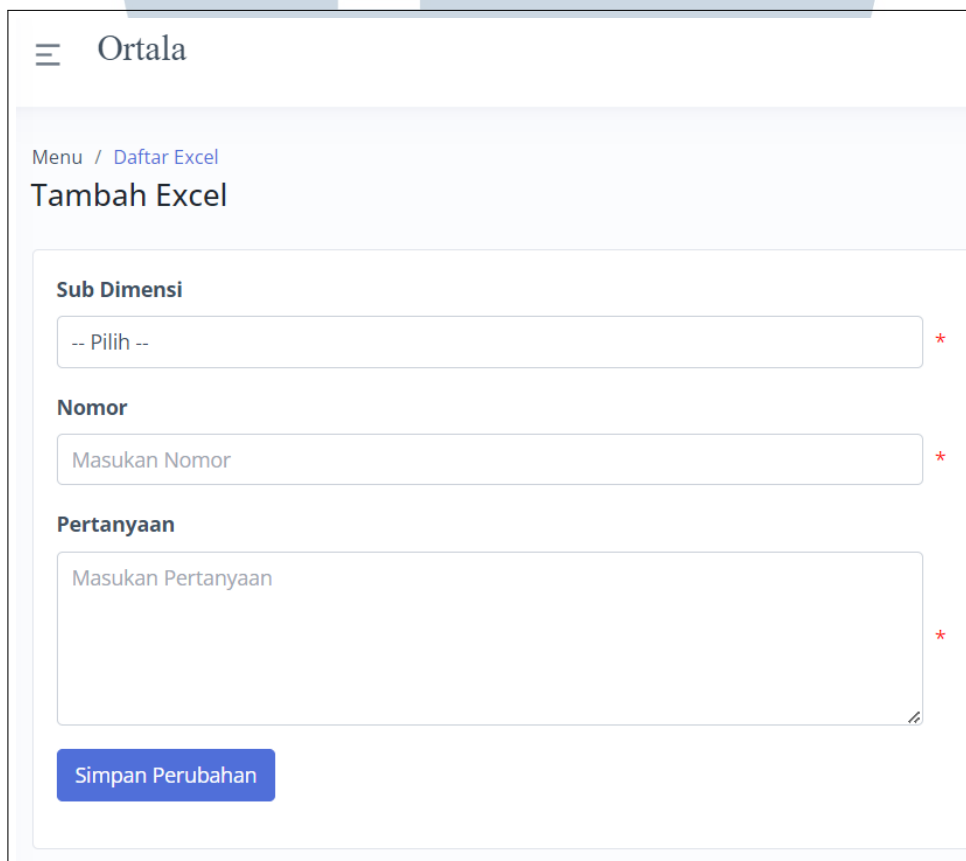 Ortala
Menu / Daftar Excel
Tambah Excel
Sub Dimensi
-- Pilih --
*
Nomor
Masukan Nomor
*
Pertanyaan
Masukan Pertanyaan
*
Simpan Perubahan